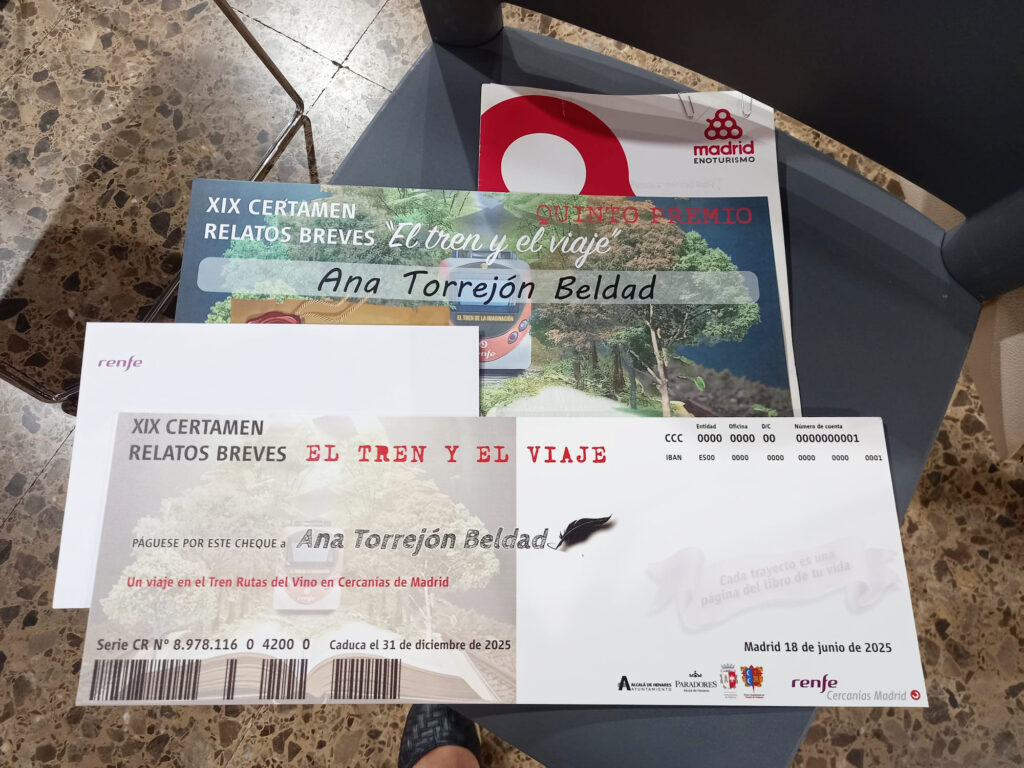 madrid
ENOTURISMO
XIX CERTAMEN
QUINTO PREMIO
RELATOS BREVES "El tren y el viaje"
Ana Torrejón Beldad
EL TREN DE LA IMAGINACIÓN
renfe
renfe
XIX CERTAMEN
RELATOS BREVES EL TREN Y EL VIAJE
Entidad Oficina D/C Número de cuenta
CCC 0000 0000 00 0000000001
IBAN ES00 0000 0000 0000 0000 0001
PÁGUESE POR ESTE CHEQUE a Ana Torrejón Beldad
Un viaje en el Tren Rutas del Vino en Cercanías de Madrid
Cada trayecto es una
página del libro de tu vida
Serie CR Nº 8.978.116 0 4200 0 Caduca el 31 de diciembre de 2025
Madrid 18 de junio de 2025
ALCALÁ DE HENARES
AYUNTAMIENTO
PARADORES
Alcalá de Henares
renfe
Cercanías Madrid